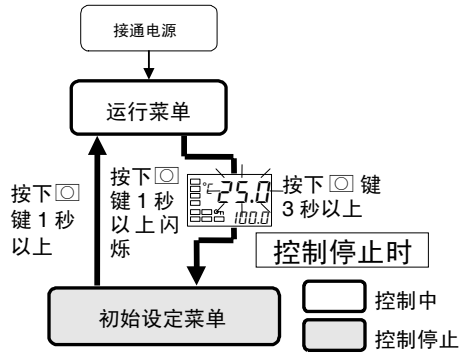 接通电源
运行菜单
按下键 1 秒
以上
按下
键 1 秒
以上闪
烁
℃
25.0
100.0
按下 键
3 秒以上
控制停止时
初始设定菜单
控制中
控制停止